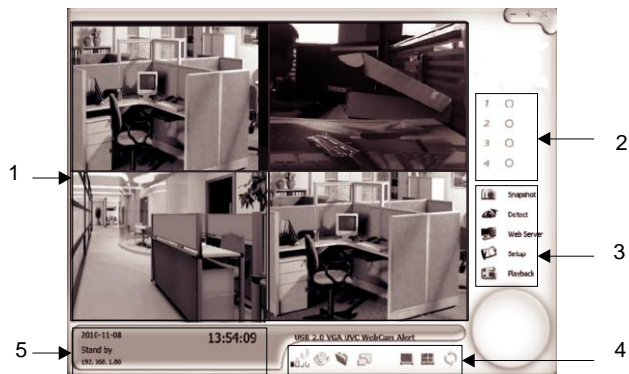 1
2
3
4
2
1
Snapshot
Detect
Web Server
Setup
Playback
3
2010-11-08
13:54:09
USB 2.0 VGA UVC WebCam Alert
Stand by
192.168.1.80
5
4